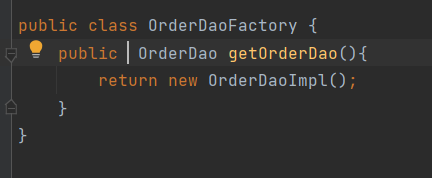 public class OrderDaoFactory {
    public  OrderDao getOrderDao(){
        return new OrderDaoImpl();
    }
}